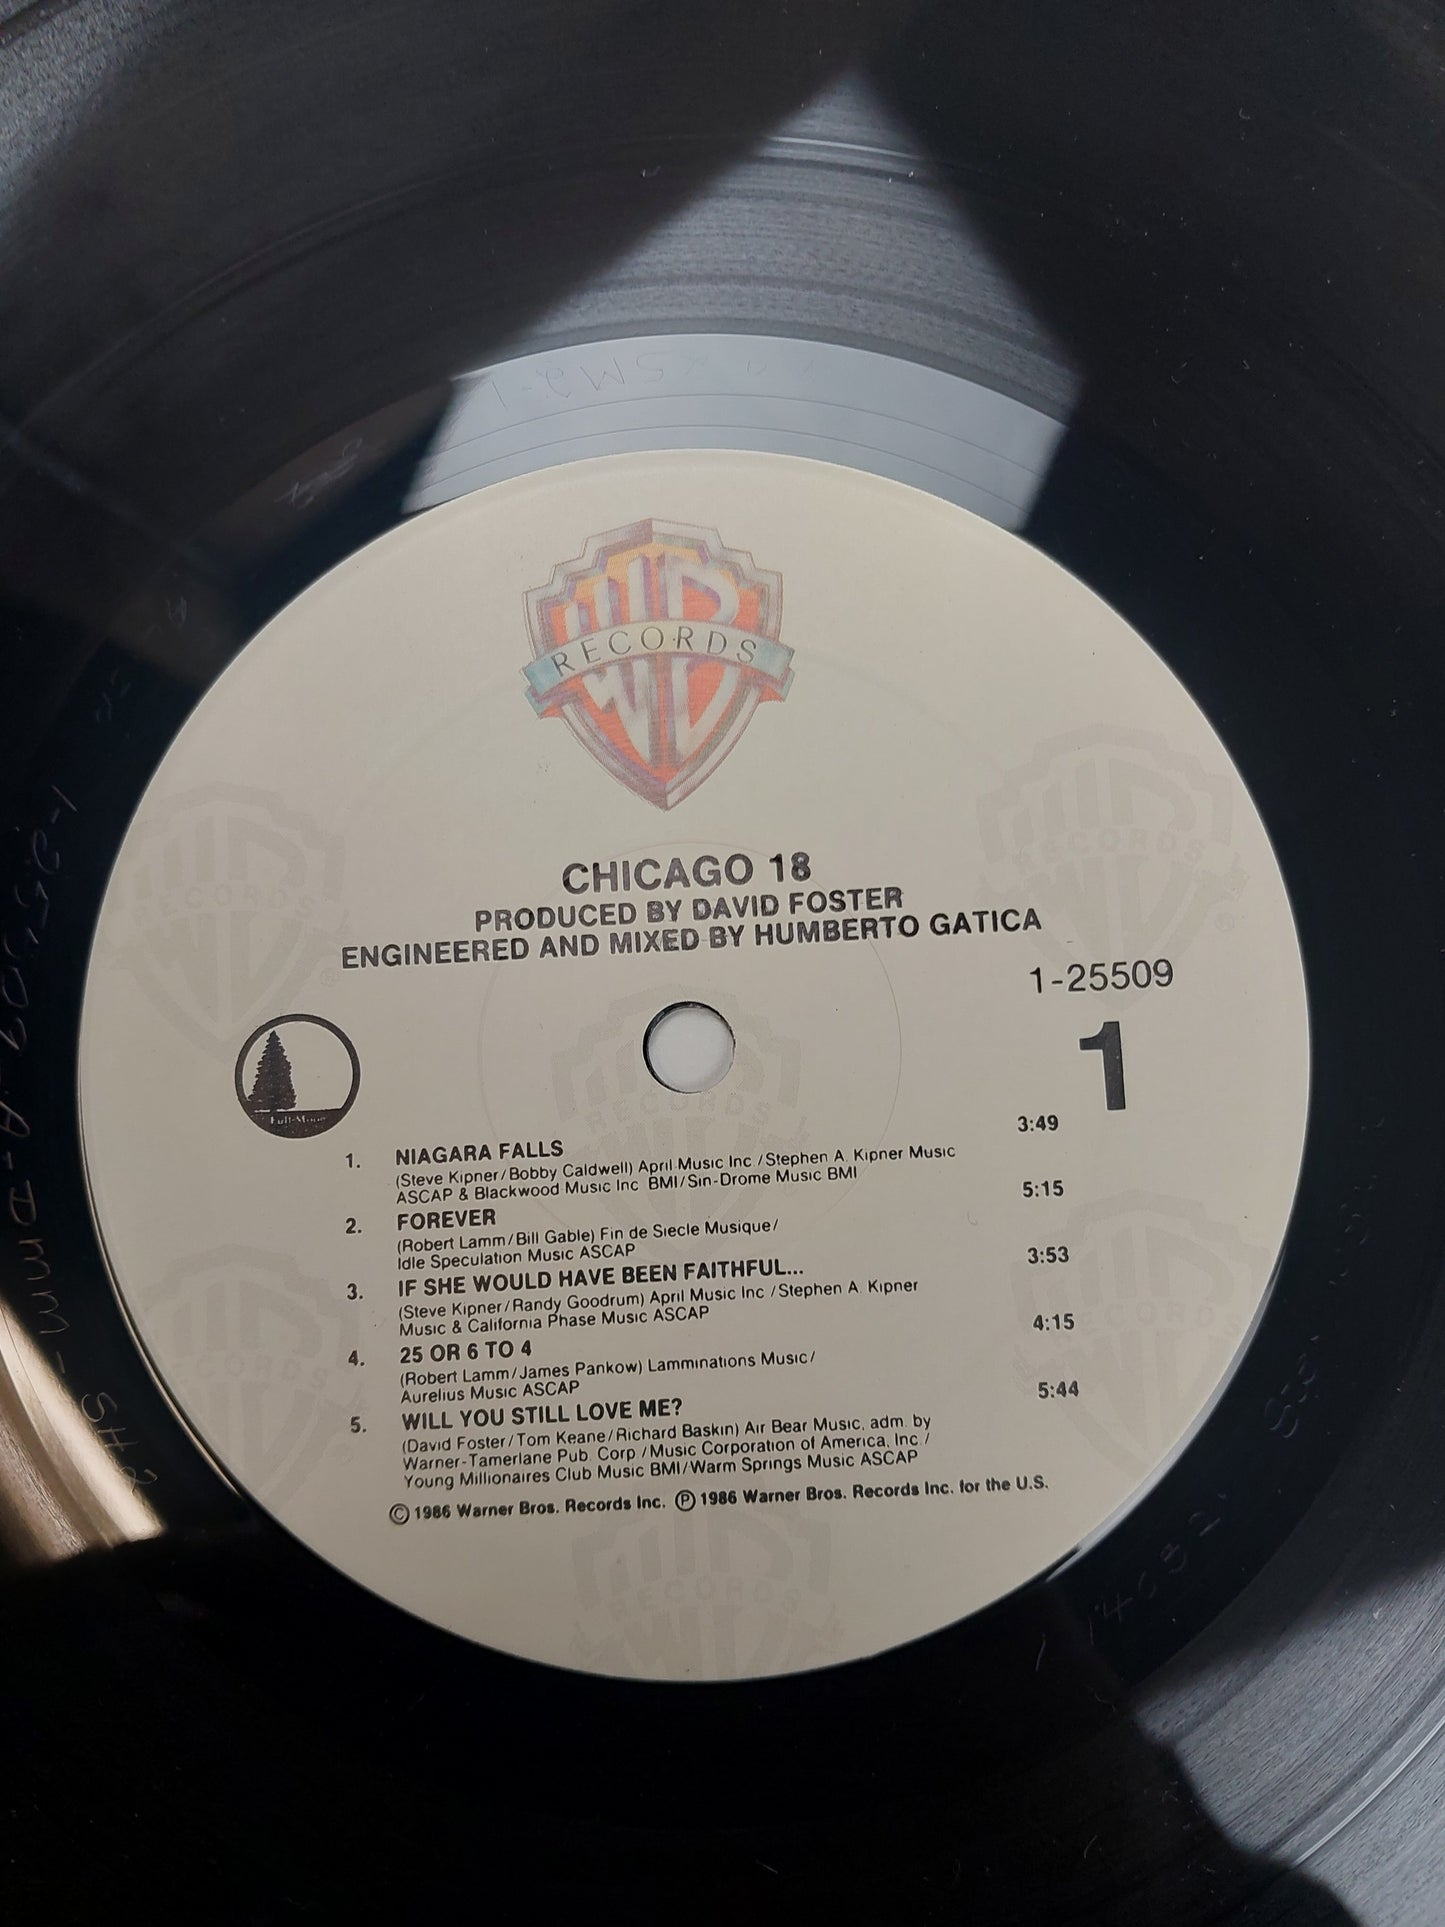 WB
RECORDS
CHICAGO 18
PRODUCED BY DAVID FOSTER
ENGINEERED AND MIXED BY HUMBERTO GATICA
1-25509
1
Full-Moon
1. NIAGARA FALLS 3:49
(Steve Kipner/Bobby Caldwell) April Music Inc./Stephen A. Kipner Music
ASCAP & Blackwood Music Inc. BMI/Sin-Drome Music BMI
2. FOREVER 5:15
(Robert Lamm/Bill Gable) Fin de Siecle Musique/
Idle Speculation Music ASCAP
3. IF SHE WOULD HAVE BEEN FAITHFUL... 3:53
(Steve Kipner/Randy Goodrum) April Music Inc./Stephen A. Kipner
Music & California Phase Music ASCAP
4. 25 OR 6 TO 4 4:15
(Robert Lamm/James Pankow) Lamminations Music/
Aurelius Music ASCAP
5. WILL YOU STILL LOVE ME? 5:44
(David Foster/Tom Keane/Richard Baskin) Air Bear Music, adm. by
Warner-Tamerlane Pub. Corp./Music Corporation of America, Inc./
Young Millionaires Club Music BMI/Warm Springs Music ASCAP
© 1986 Warner Bros. Records Inc. ℗ 1986 Warner Bros. Records Inc. for the U.S.